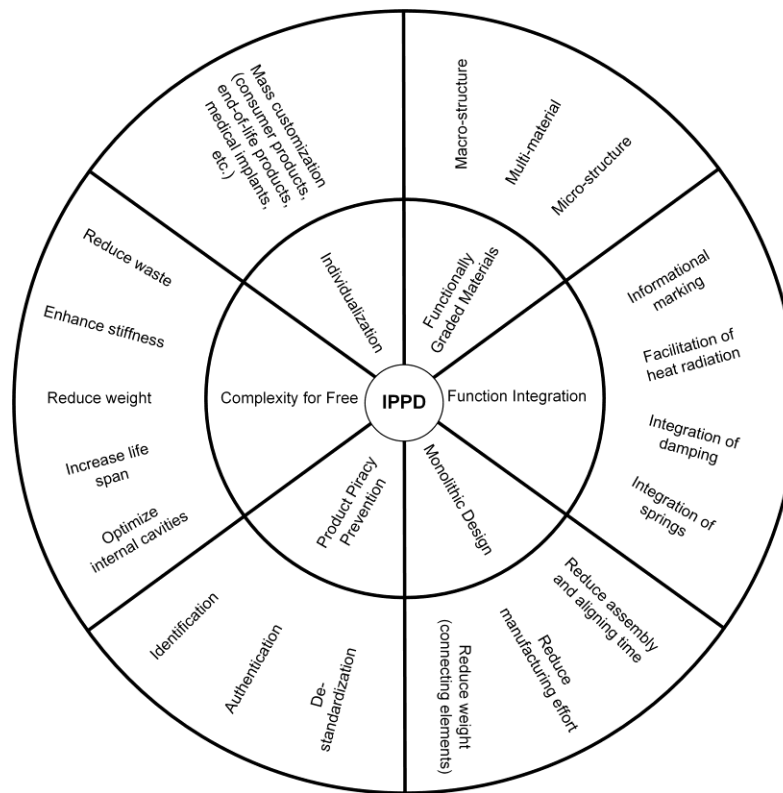 Mass customization
(consumer products,
end-of-life products,
medical implants,
etc.)
Macro-structure
Multi-material
Micro-structure
Individualization
Functionally
Graded Materials
Reduce waste
Enhance stiffness
Reduce weight
Increase life
span
Optimize
internal cavities
Complexity for Free
IPPD
Function Integration
Informational
marking
Facilitation of
heat radiation
Integration of
damping
Integration of
springs
Product Piracy
Prevention
Monolithic Design
Identification
Authentication
De-
standardization
Reduce weight
(connecting elements)
Reduce
manufacturing effort
Reduce assembly
and aligning time